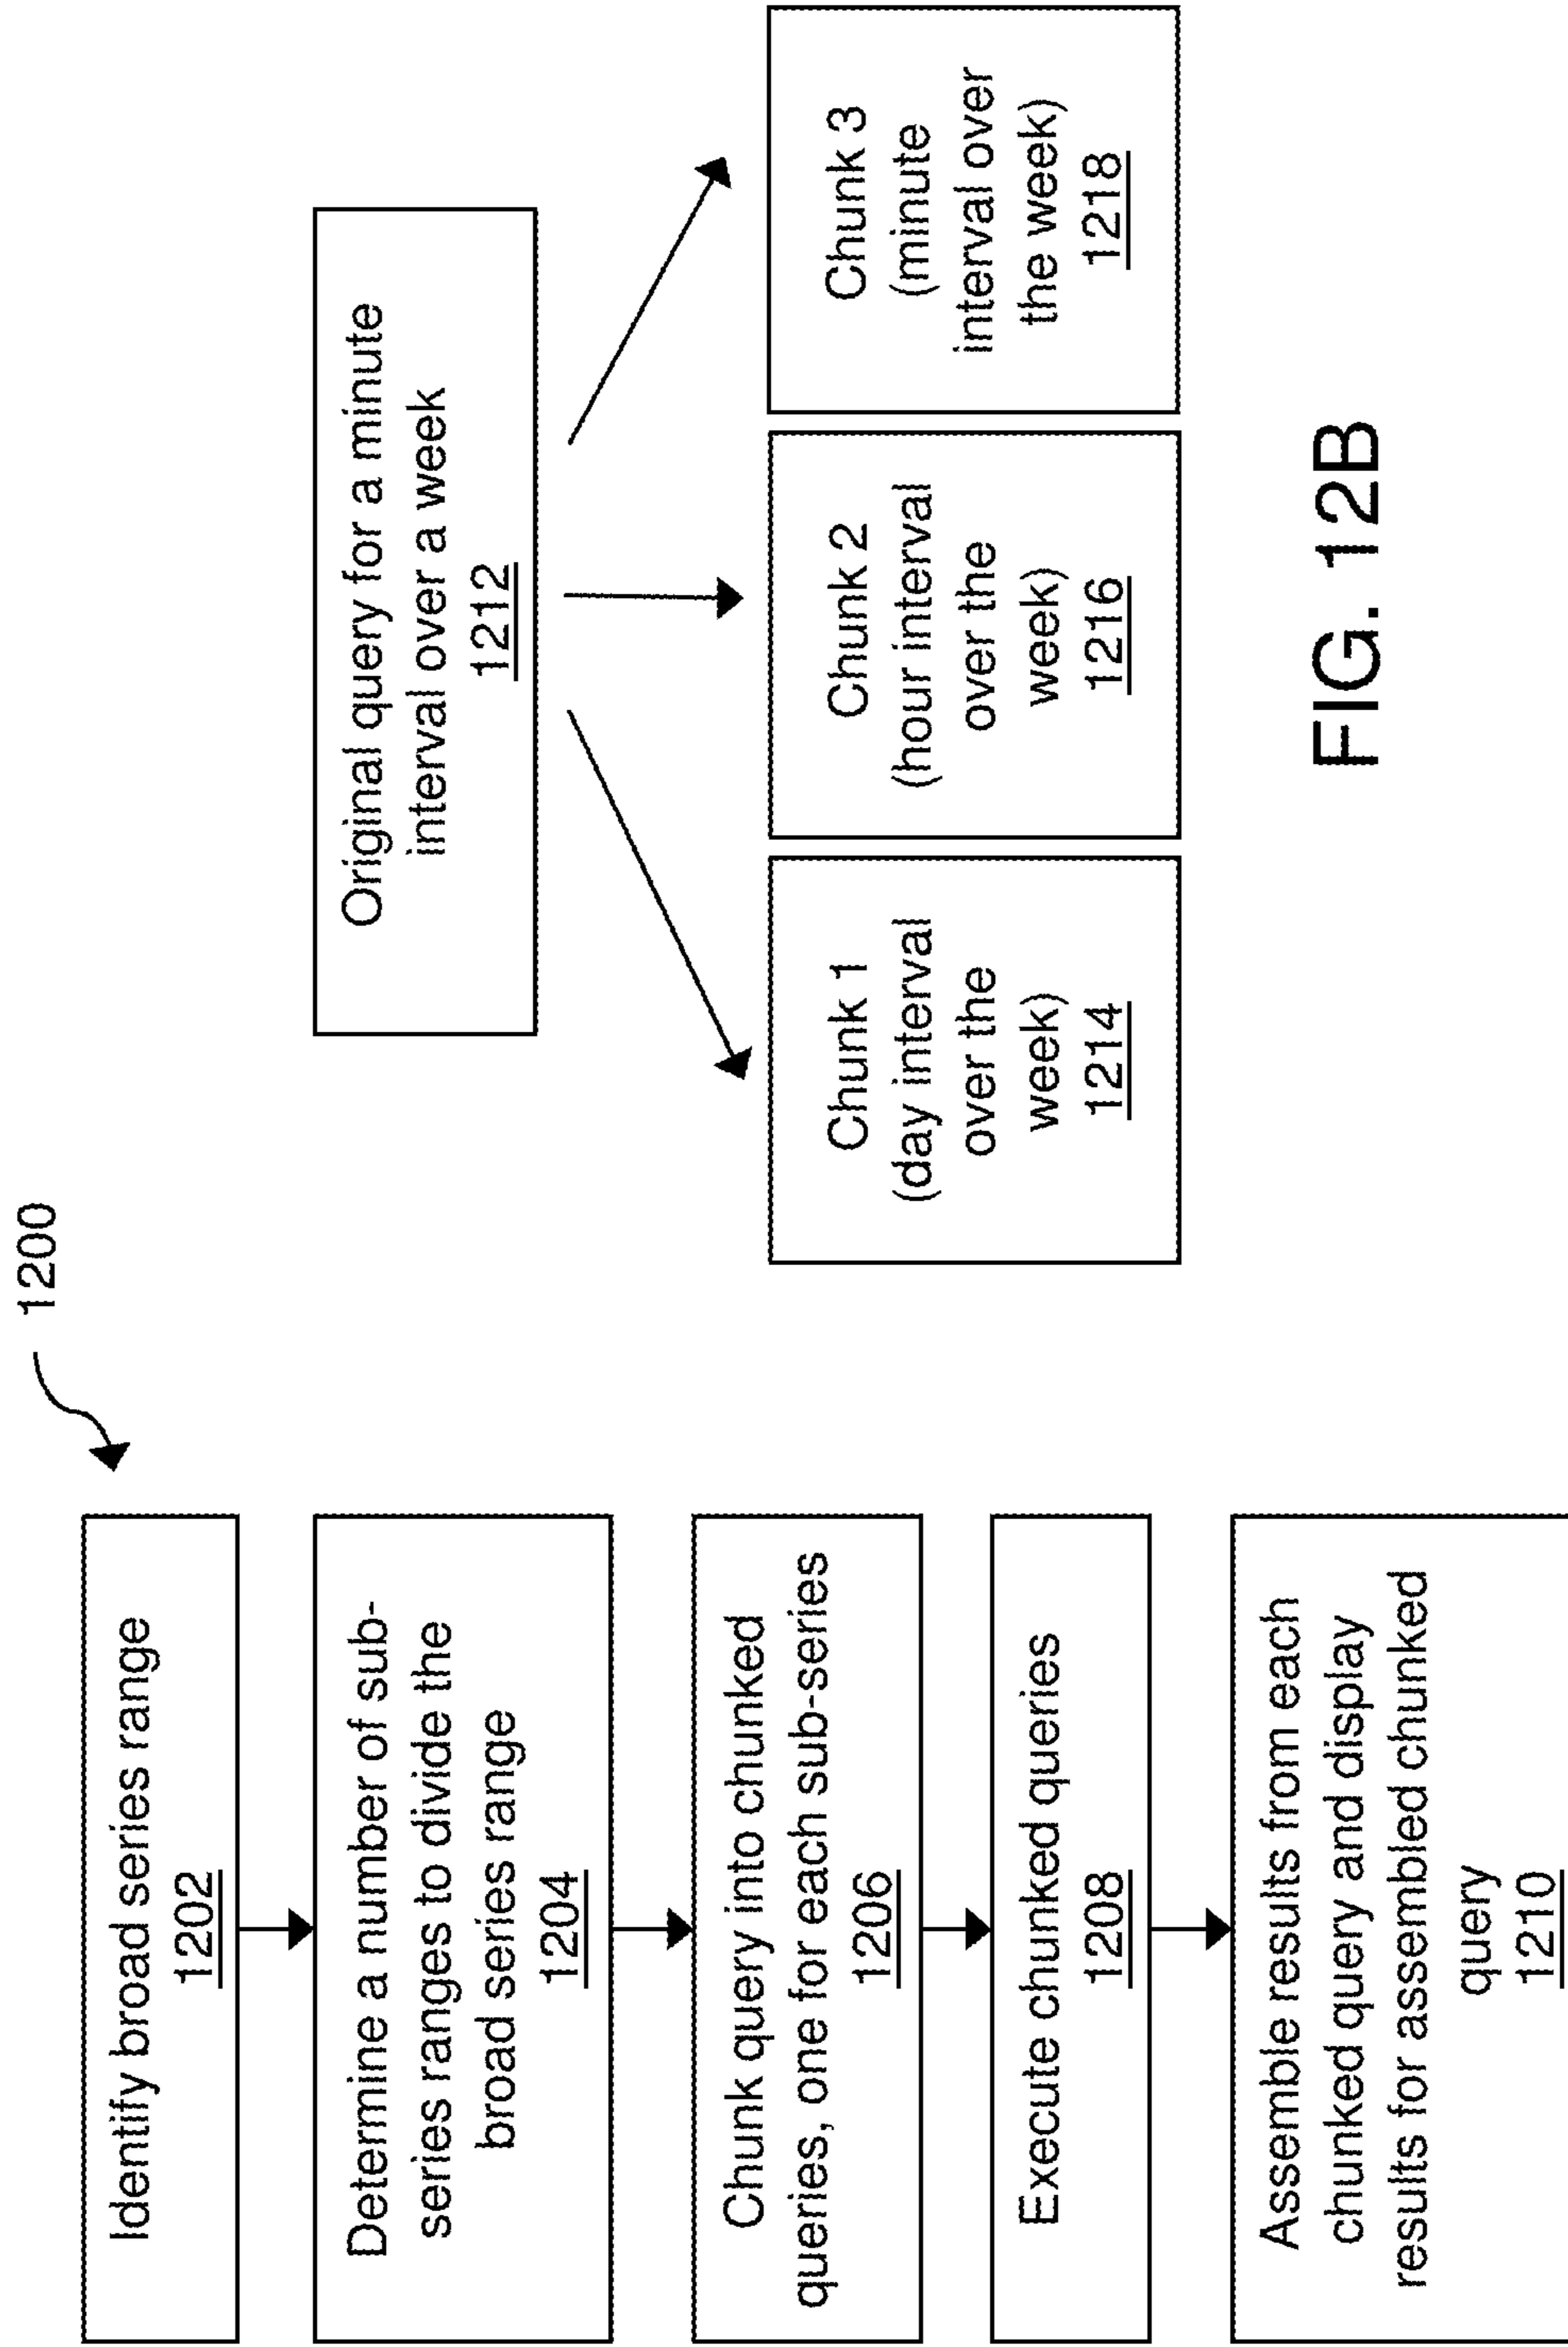 1200
Identify broad series range
1202
Determine a number of sub-
series ranges to divide the
broad series range
1204
Chunk query into chunked
queries, one for each sub-series
1206
Execute chunked queries
1208
Assemble results from each
chunked query and display
results for assembled chunked
query
1210
Original query for a minute
interval over a week
1212
Chunk 1
(day interval
over the
week)
1214
Chunk 2
(hour interval
over the
week)
1216
Chunk 3
(minute
interval over
the week)
1218
FIG. 12B